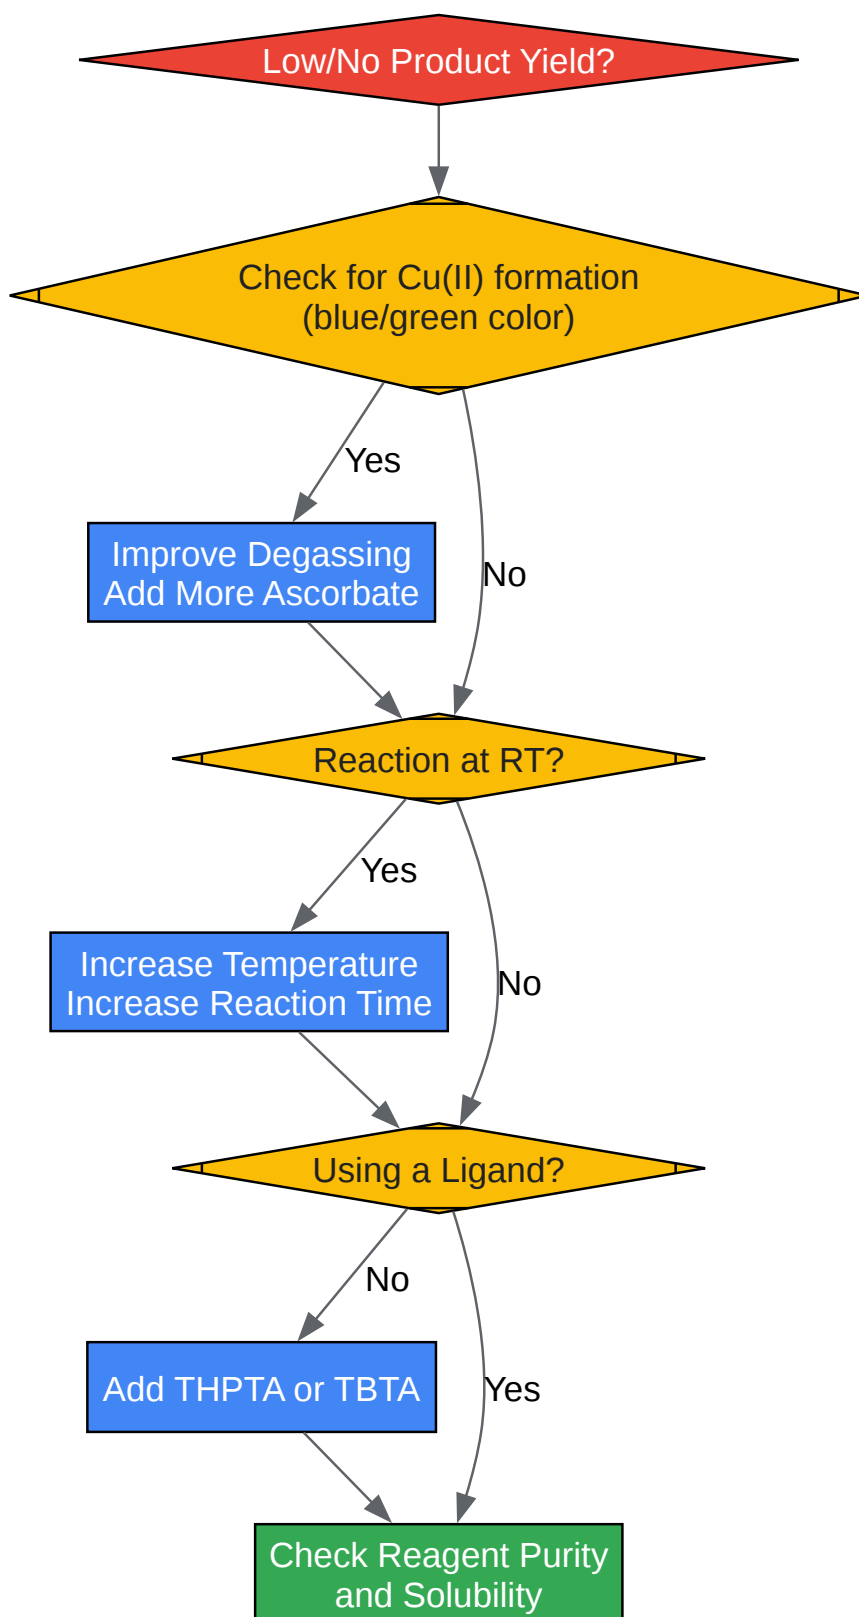 Low/No Product Yield?
Check for Cu(II) formation
(blue/green color)
Yes
Improve Degassing
Add More Ascorbate
No
Reaction at RT?
Yes
Increase Temperature
Increase Reaction Time
No
Using a Ligand?
No
Add THPTA or TBTA
Yes
Check Reagent Purity
and Solubility